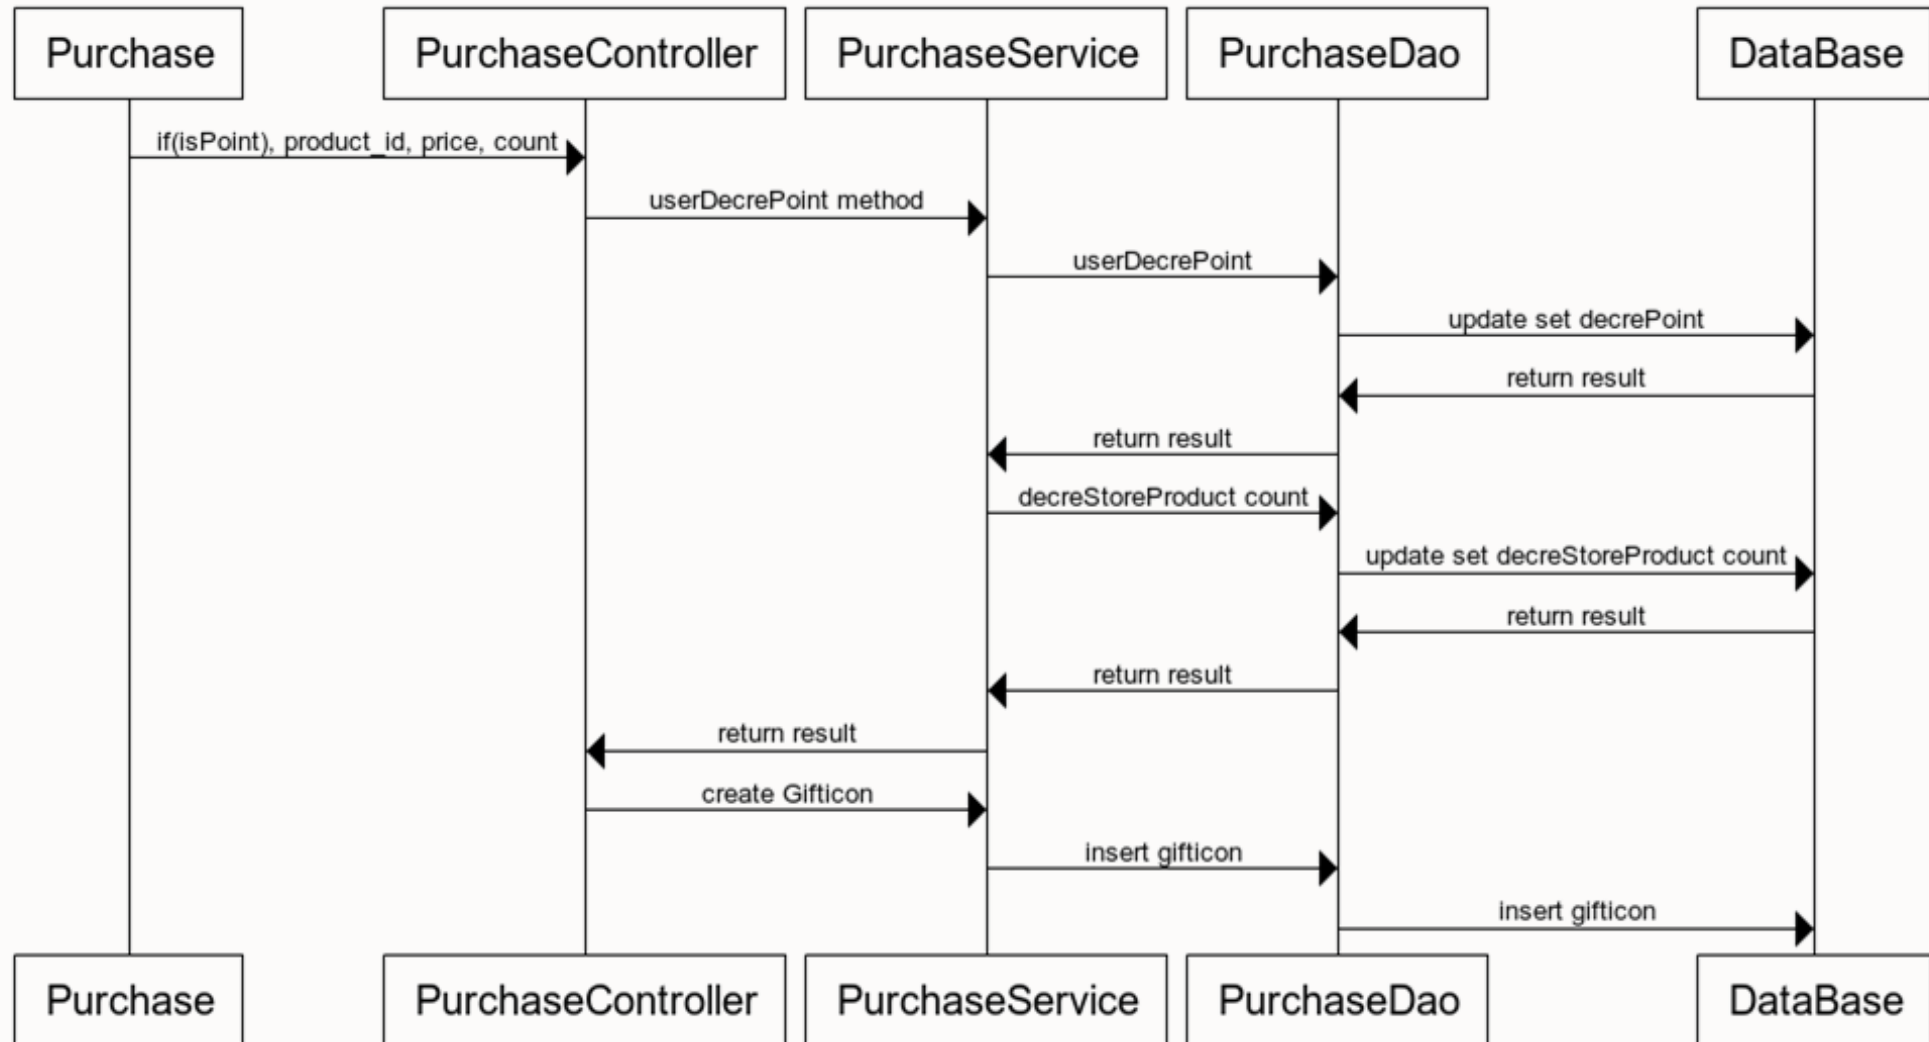 Purchase
PurchaseController
PurchaseService
PurchaseDao
DataBase
if(isPoint), product_id, price, count
userDecrePoint method
userDecrePoint
update set decrePoint
return result
return result
decreStoreProduct count
update set decreStoreProduct count
return result
return result
return result
create Gifticon
insert gifticon
insert gifticon
Purchase
PurchaseController
PurchaseService
PurchaseDao
DataBase